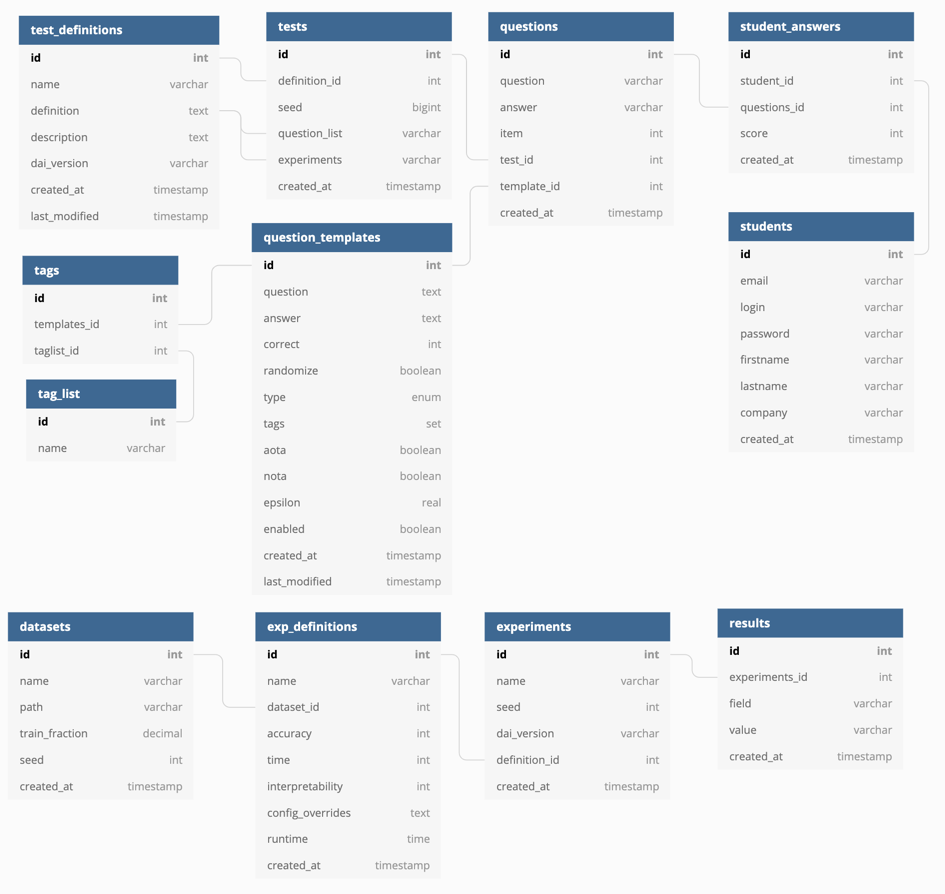 test_definitions
id int
name varchar
definition text
description text
dai_version varchar
created_at timestamp
last_modified timestamp
tests
id int
definition_id int
seed bigint
question_list varchar
experiments varchar
created_at timestamp
questions
id int
question varchar
answer varchar
item int
test_id int
template_id int
created_at timestamp
student_answers
id int
student_id int
questions_id int
score int
created_at timestamp
tags
id int
templates_id int
taglist_id int
tag_list
id int
name varchar
question_templates
id int
question text
answer text
correct int
randomize boolean
type enum
tags set
aota boolean
nota boolean
epsilon real
enabled boolean
created_at timestamp
last_modified timestamp
students
id int
email varchar
login varchar
password varchar
firstname varchar
lastname varchar
company varchar
created_at timestamp
datasets
id int
name varchar
path varchar
train_fraction decimal
seed int
created_at timestamp
exp_definitions
id int
name varchar
dataset_id int
accuracy int
time int
interpretability int
config_overrides text
runtime time
created_at timestamp
experiments
id int
name varchar
seed int
dai_version varchar
definition_id int
created_at timestamp
results
id int
experiments_id int
field varchar
value varchar
created_at timestamp